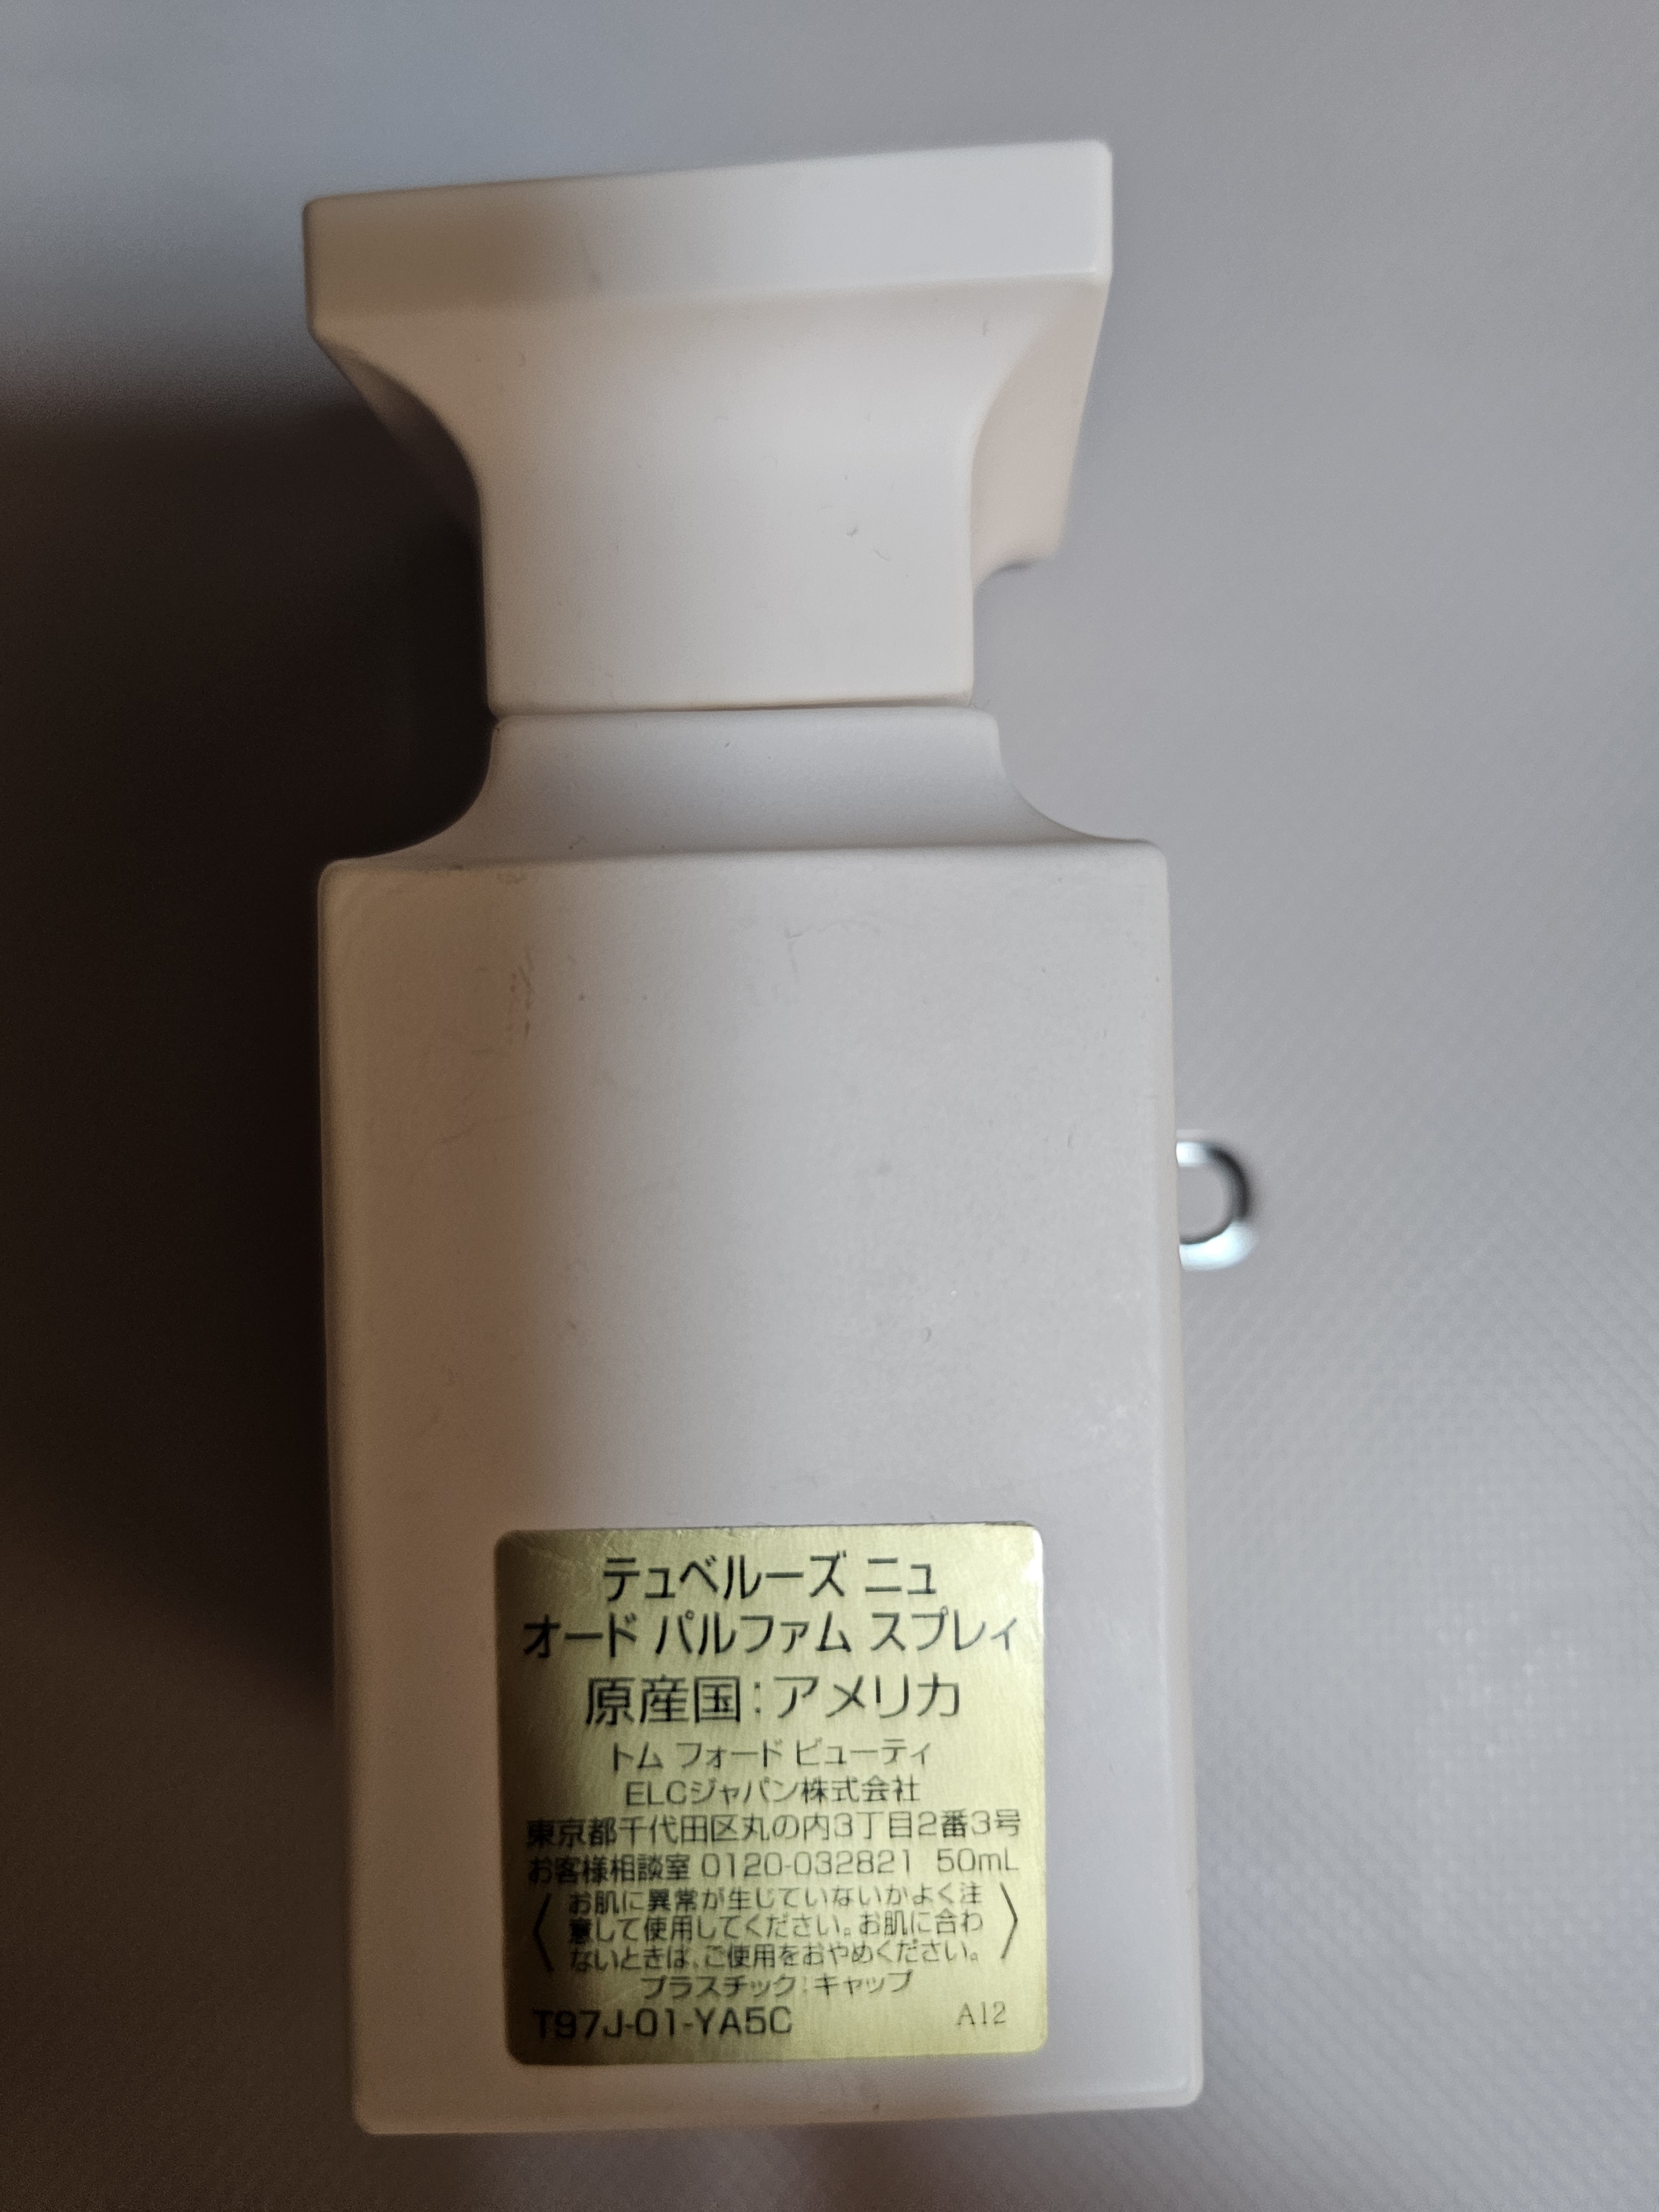 テュベルーズ ニュ
オード パルファム スプレィ
原産国:アメリカ
トム フォード ビューティ
ELCジャパン株式会社
東京都千代田区丸の内3丁目2番3号
お客様相談室 0120-032821 50mL
〈お肌に異常が生じていないかよく注
意して使用してください。お肌に合わ
ないときは、ご使用をおやめください。〉
プラスチック:キャップ
T97J-01-YA5C A12